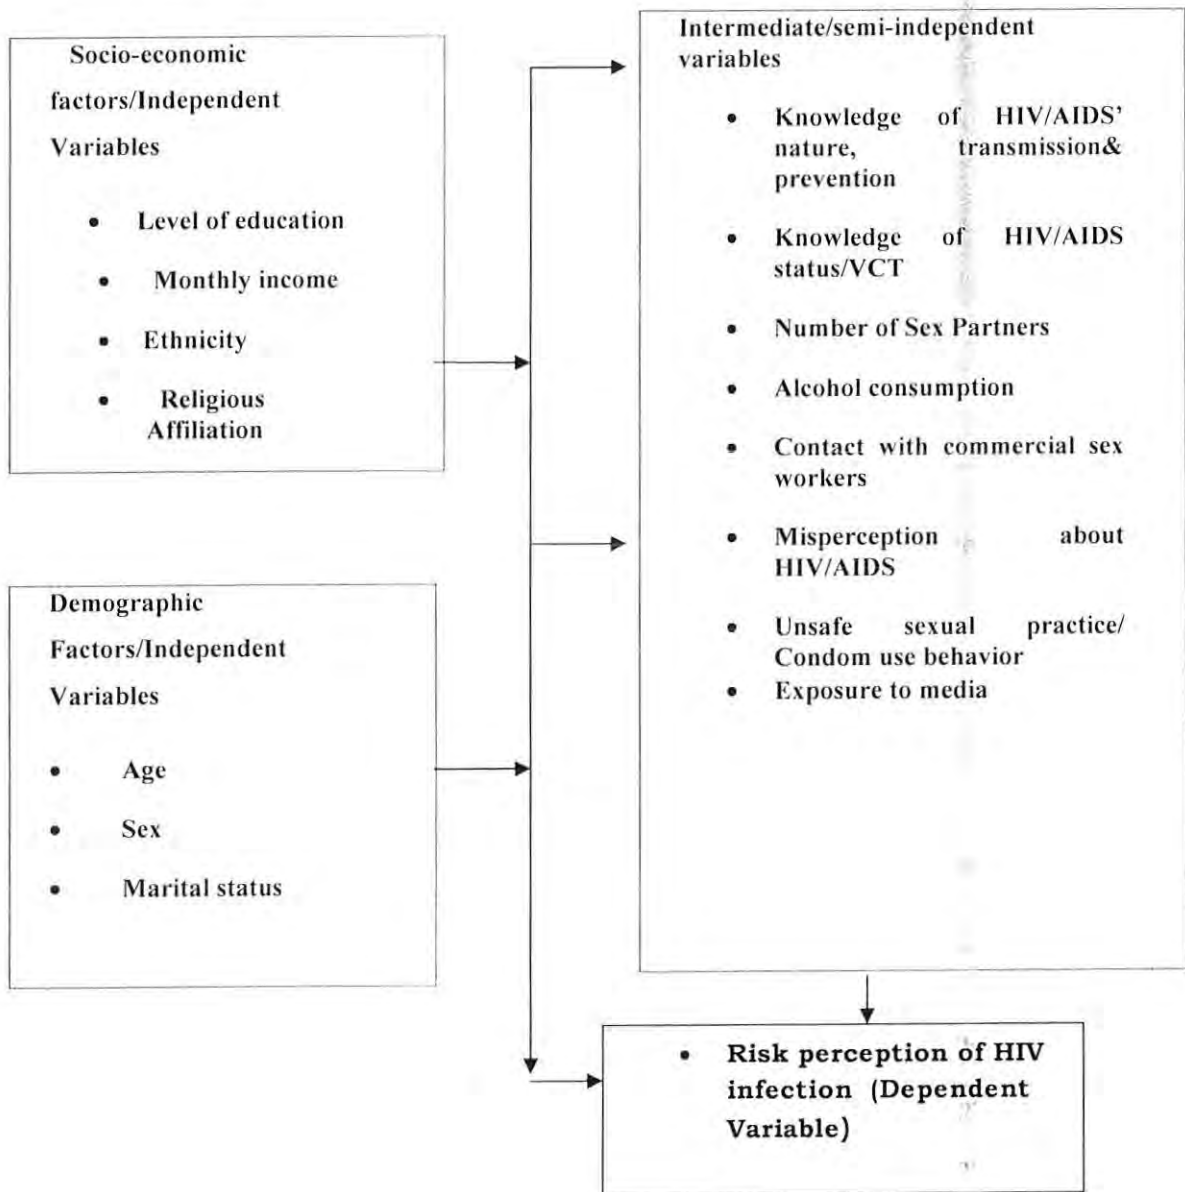 Socio-economic
factors/Independent
Variables
• Level of education
• Monthly income
• Ethnicity
• Religious
Affiliation
Demographic
Factors/Independent
Variables
• Age
• Sex
• Marital status
Intermediate/semi-independent
variables
• Knowledge of HIV/AIDS’
nature, transmission&
prevention
• Knowledge of HIV/AIDS
status/VCT
• Number of Sex Partners
• Alcohol consumption
• Contact with commercial sex
workers
• Misperception about
HIV/AIDS
• Unsafe sexual practice/
Condom use behavior
• Exposure to media
• Risk perception of HIV
infection (Dependent
Variable)